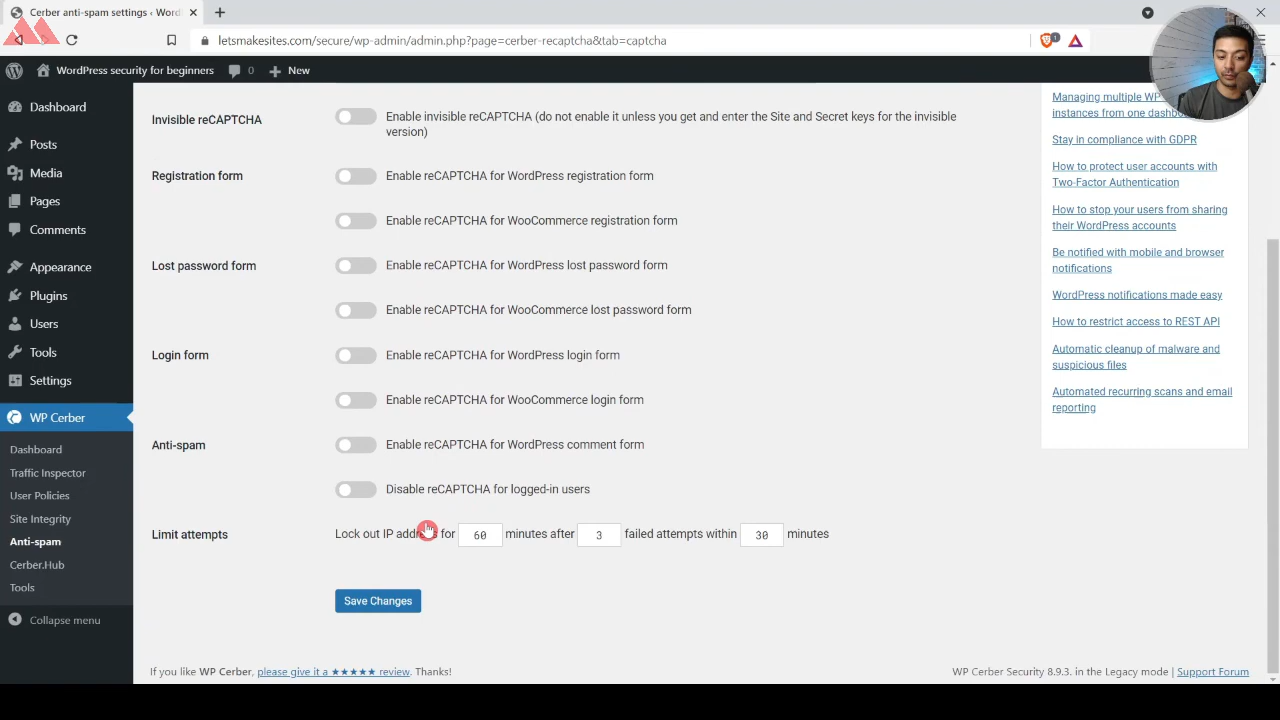 Cerber anti-spam settings ‹ Word
letsmakesites.com/secure/wp-admin/admin.php?page=cerber-recaptcha&tab=captcha
1
WordPress security for beginners
0
New
Dashboard
Posts
Media
Pages
Comments
Appearance
Plugins
Users
Tools
Settings
WP Cerber
Dashboard
Traffic Inspector
User Policies
Site Integrity
Anti-spam
Cerber.Hub
Tools
Collapse menu
Invisible reCAPTCHA
Enable invisible reCAPTCHA (do not enable it unless you get and enter the Site and Secret keys for the invisible
version)
Registration form
Enable reCAPTCHA for WordPress registration form
Enable reCAPTCHA for WooCommerce registration form
Lost password form
Enable reCAPTCHA for WordPress lost password form
Enable reCAPTCHA for WooCommerce lost password form
Login form
Enable reCAPTCHA for WordPress login form
Enable reCAPTCHA for WooCommerce login form
Anti-spam
Enable reCAPTCHA for WordPress comment form
Disable reCAPTCHA for logged-in users
Limit attempts
Lock out IP address for 60 minutes after 3 failed attempts within 30 minutes
Save Changes
Managing multiple WP
instances from one
Stay in compliance with GDPR
How to protect user accounts with
Two-Factor Authentication
How to stop your users from sharing
their WordPress accounts
Be notified with mobile and browser
notifications
WordPress notifications made easy
How to restrict access to REST API
Automatic cleanup of malware and
suspicious files
Automated recurring scans and email
reporting
If you like WP Cerber, please give it a ★★★★★ review. Thanks!
WP Cerber Security 8.9.3. in the Legacy mode | Support Forum